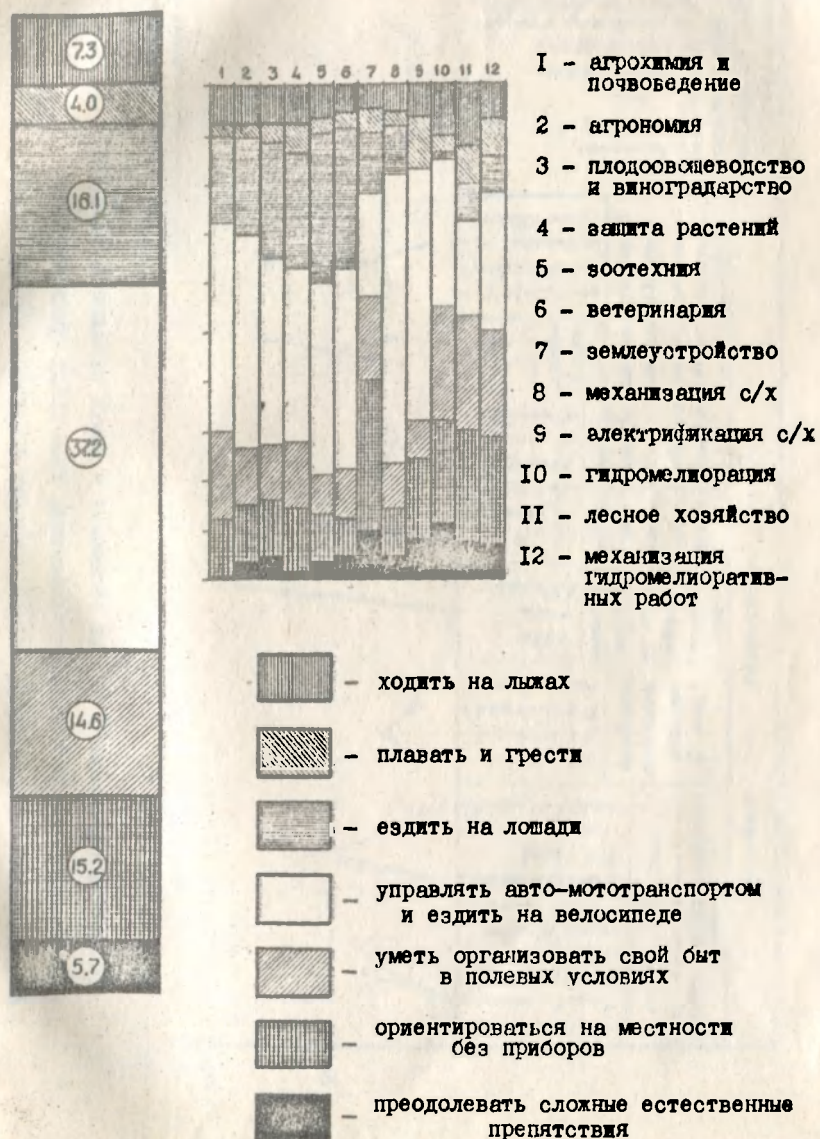 7.3
4.0
16.1
37.2
14.6
15.2
5.7
1 2 3 4 5 6 7 8 9 10 11 12
I - агрохимия и
почвоведение
2 - агрономия
3 - плодоовощеводство
и виноградарство
4 - защита растений
5 - зоотехния
6 - ветеринария
7 - землеустройство
8 - механизация с/х
9 - электрификация с/х
IO - гидромелиорация
II - лесное хозяйство
I2 - механизация
гидромелиоратив-
ных работ
- ходить на лыжах
- плавать и грести
- ездить на лошади
- управлять авто-мототранспортом
и ездить на велосипеде
- уметь организовать свой быт
в полевых условиях
- ориентироваться на местности
без приборов
- преодолевать сложные естественные
препятствия